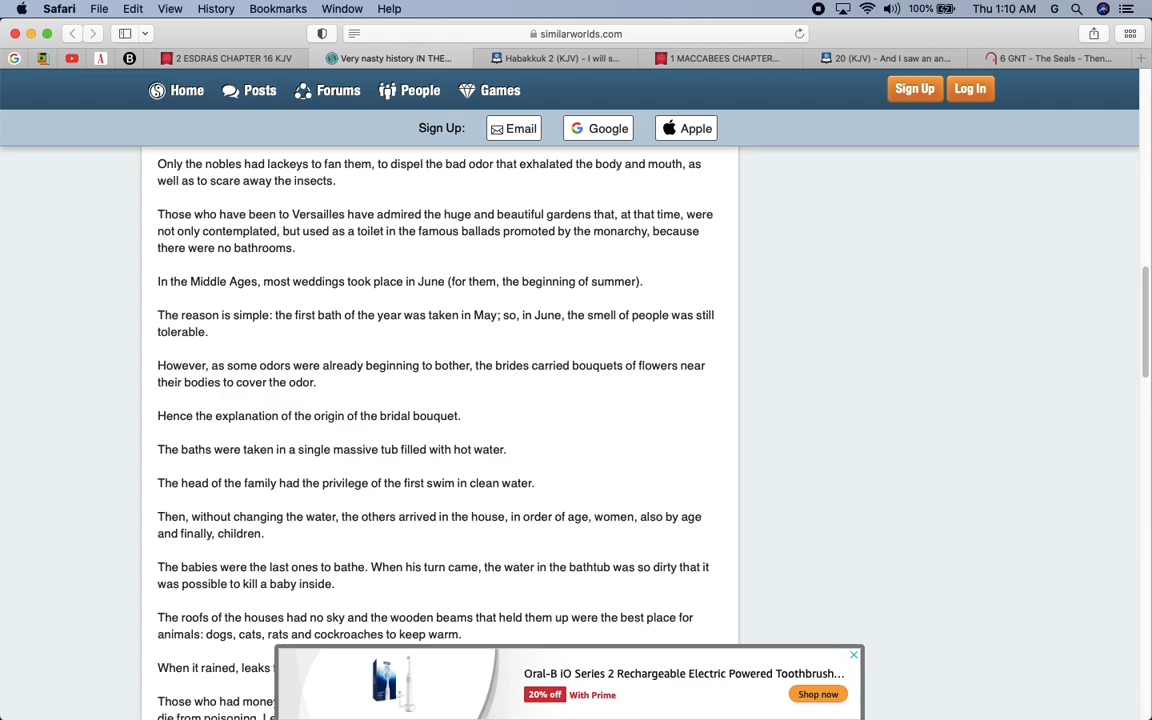 Safari File Edit View History Bookmarks Window Help 100% Thu 1:10 AM G
similarworlds.com
2 ESDRAS CHAPTER 16 KJV Very nasty history IN THE... Habakkuk 2 (KJV) - I will s... 1 MACCABEES CHAPTER... 20 (KJV) - And I saw an an... 6 GNT - The Seals - Then...
Home Posts Forums People Games Sign Up Log In
Sign Up: Email Google Apple
Only the nobles had lackeys to fan them, to dispel the bad odor that exhalated the body and mouth, as
well as to scare away the insects.
Those who have been to Versailles have admired the huge and beautiful gardens that, at that time, were
not only contemplated, but used as a toilet in the famous ballads promoted by the monarchy, because
there were no bathrooms.
In the Middle Ages, most weddings took place in June (for them, the beginning of summer).
The reason is simple: the first bath of the year was taken in May; so, in June, the smell of people was still
tolerable.
However, as some odors were already beginning to bother, the brides carried bouquets of flowers near
their bodies to cover the odor.
Hence the explanation of the origin of the bridal bouquet.
The baths were taken in a single massive tub filled with hot water.
The head of the family had the privilege of the first swim in clean water.
Then, without changing the water, the others arrived in the house, in order of age, women, also by age
and finally, children.
The babies were the last ones to bathe. When his turn came, the water in the bathtub was so dirty that it
was possible to kill a baby inside.
The roofs of the houses had no sky and the wooden beams that held them up were the best place for
animals: dogs, cats, rats and cockroaches to keep warm.
When it rained, leaks
Those who had
die from poisoning.
Oral-B iO Series 2 Rechargeable Electric Powered Toothbrush...
20% off With Prime
Shop now